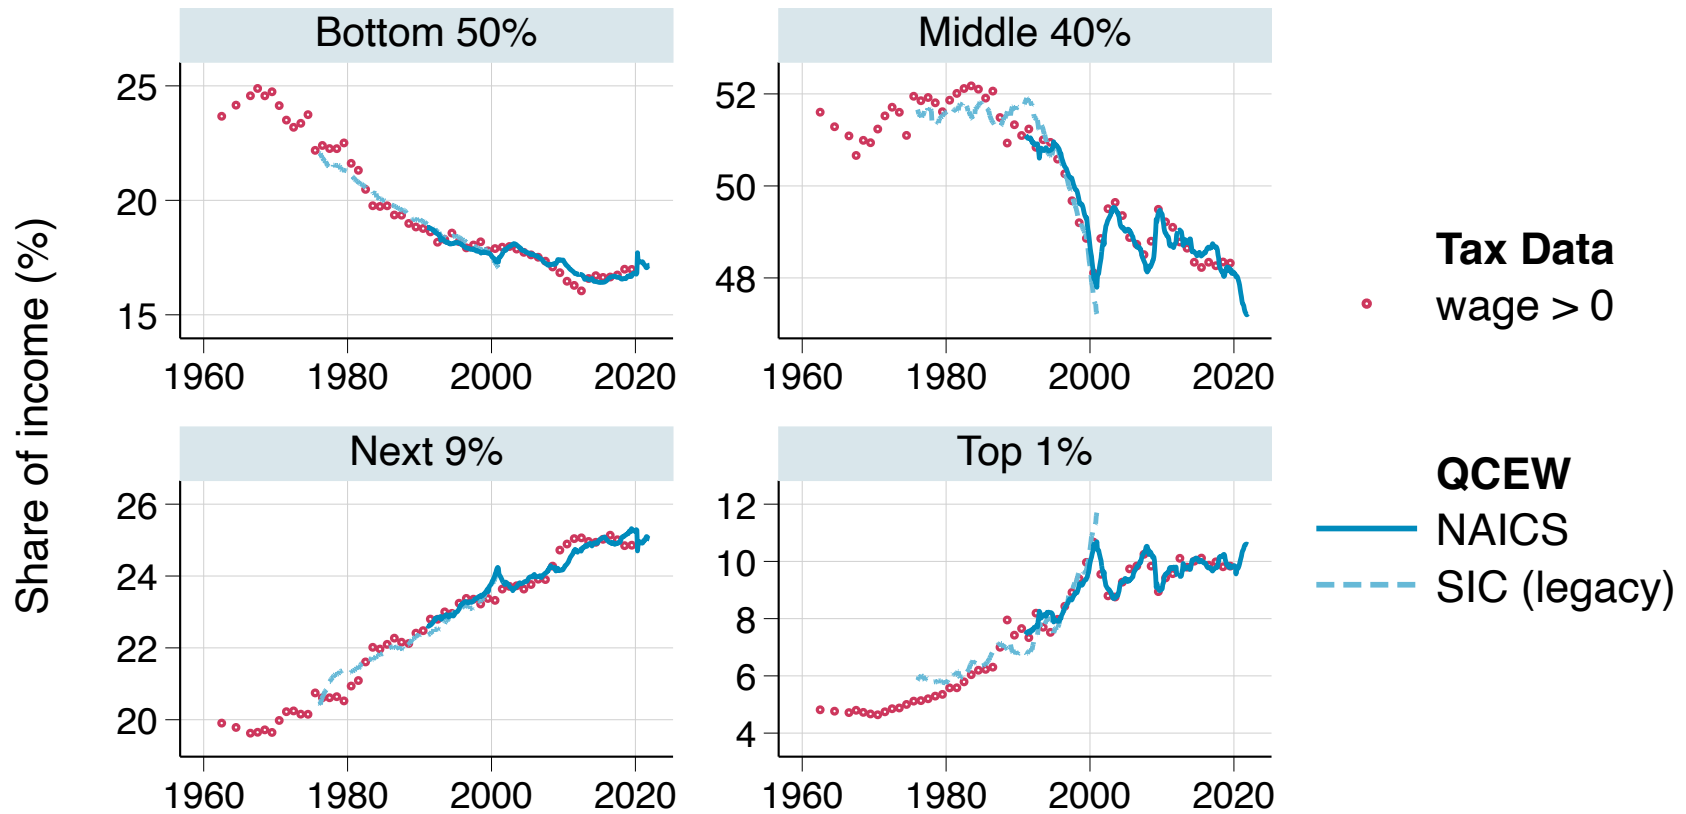 Share of income (%)
Bottom 50%
25
20
15
1960 1980 2000 2020
Middle 40%
52
50
48
1960 1980 2000 2020
Next 9%
26
24
22
20
1960 1980 2000 2020
Top 1%
12
10
8
6
4
1960 1980 2000 2020
Tax Data
wage > 0
QCEW
NAICS
SIC (legacy)